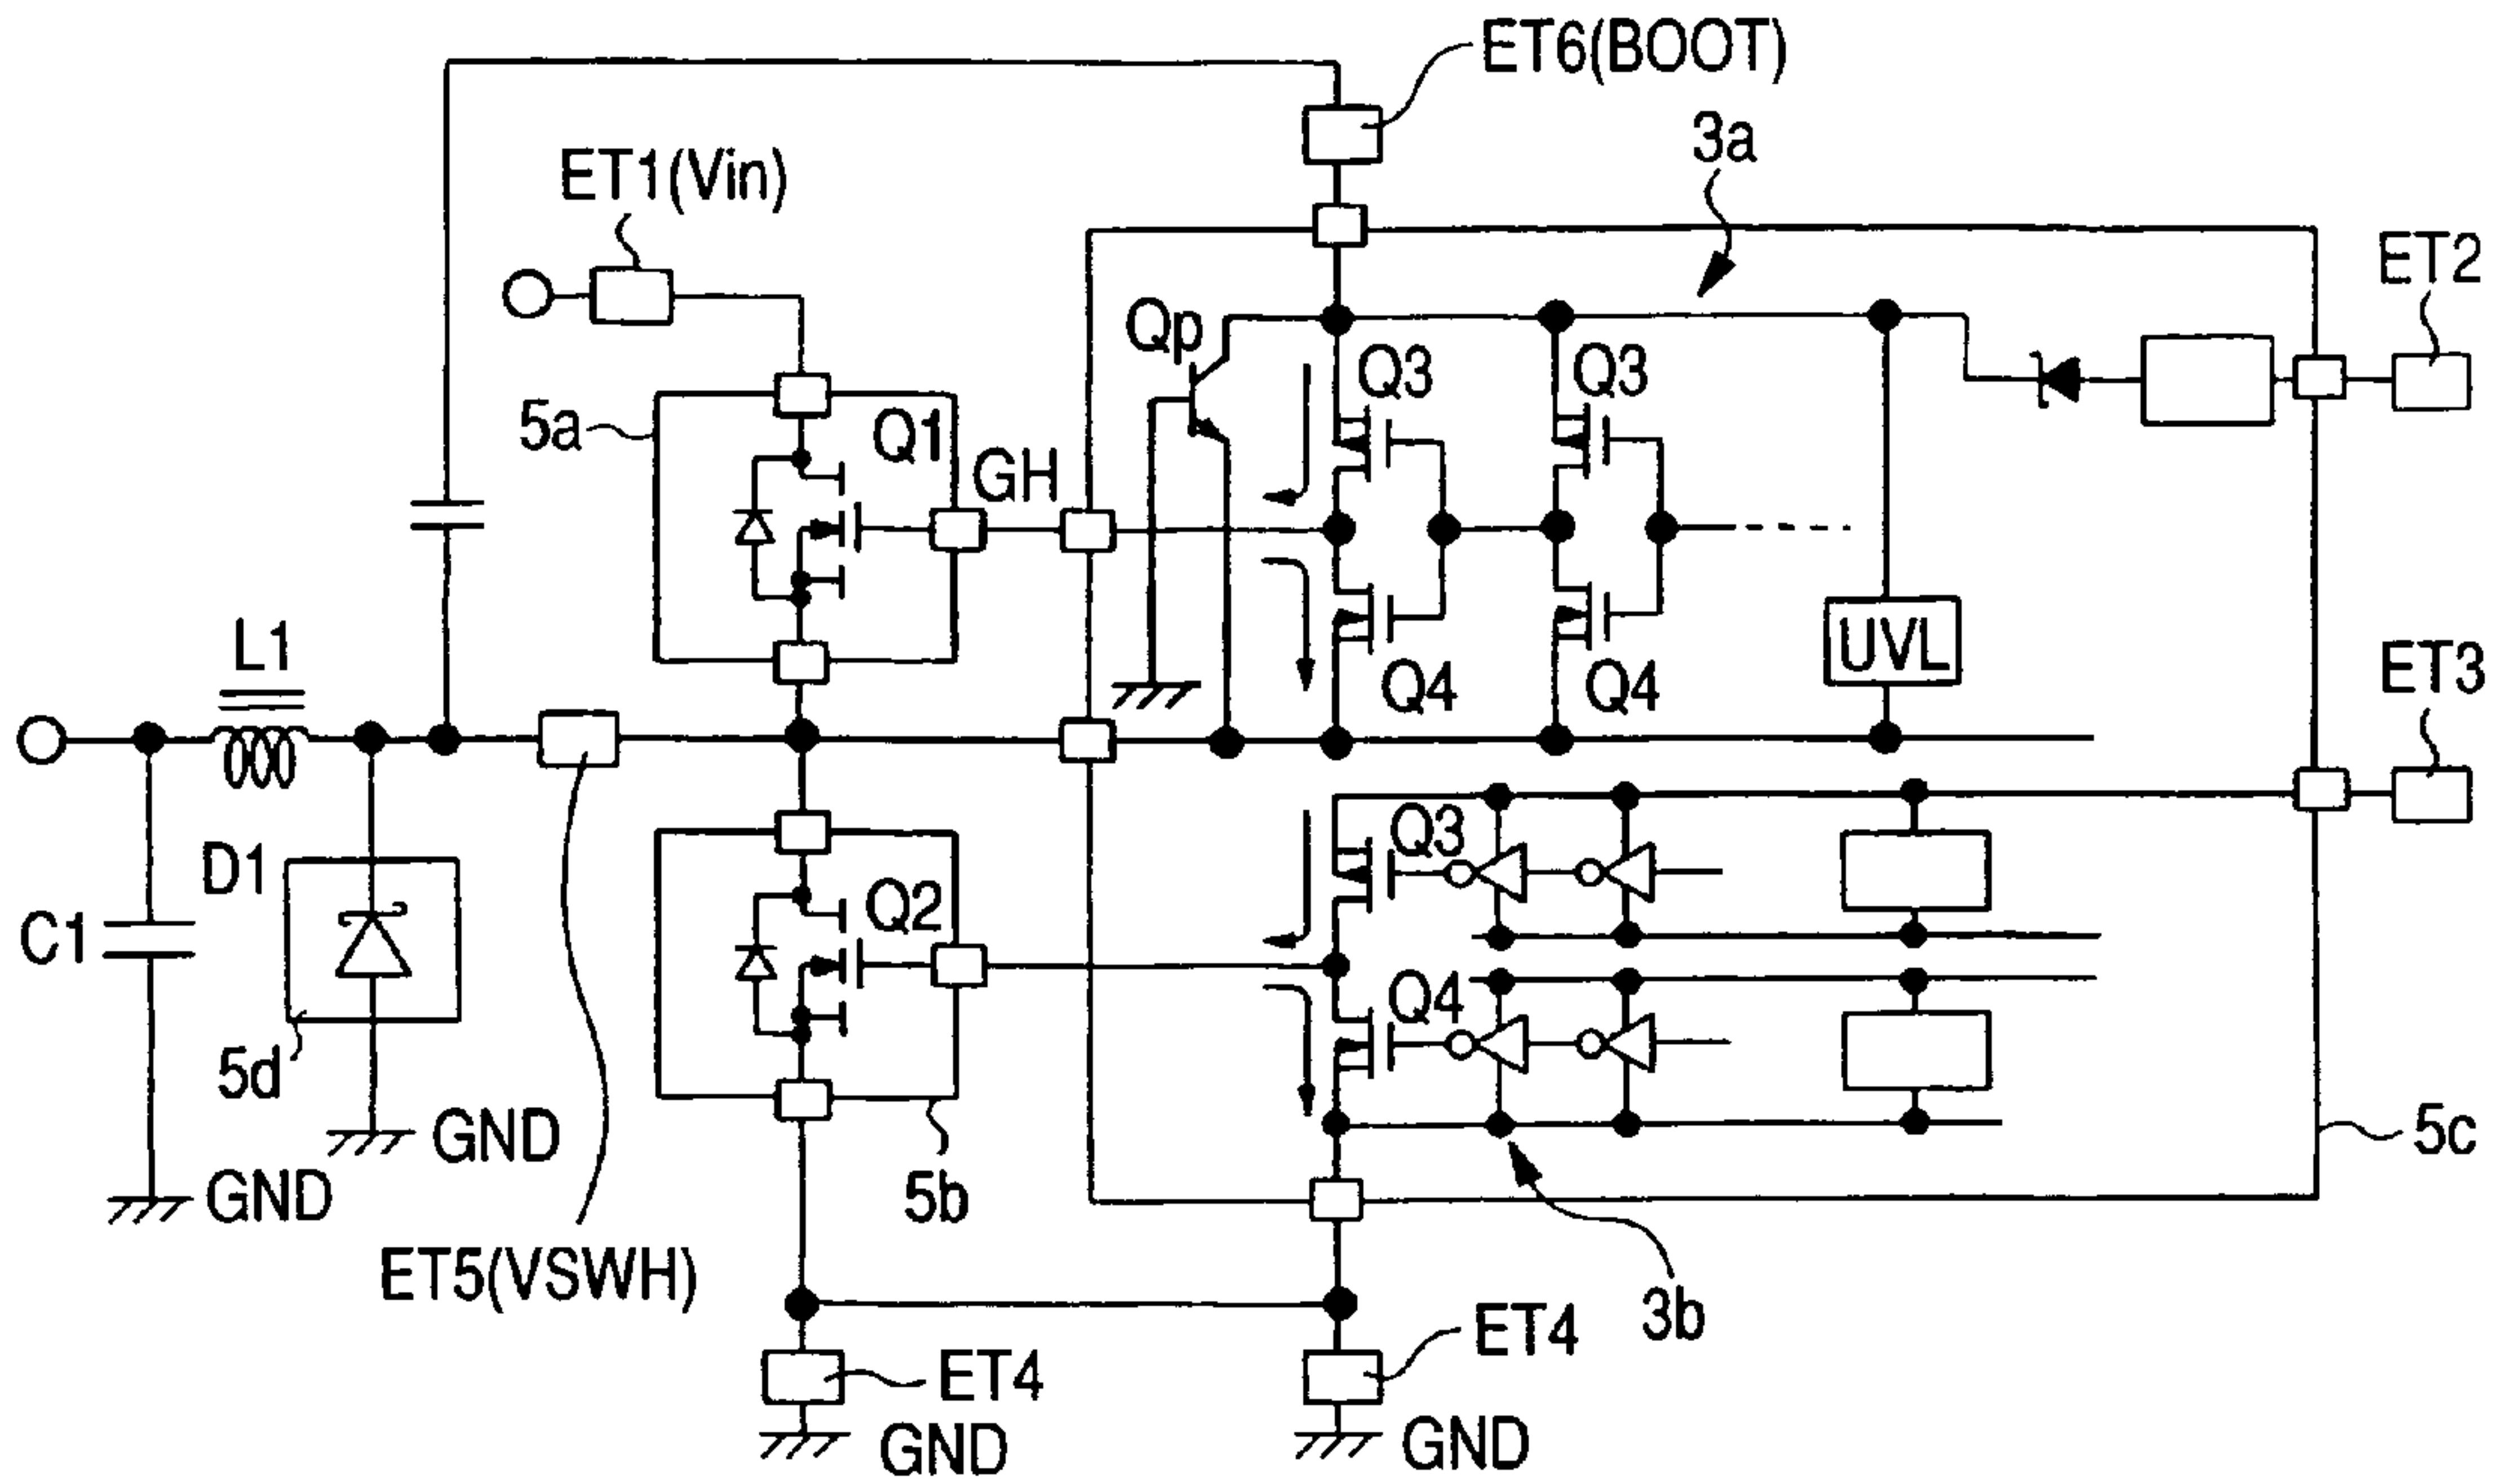 ET6(BOOT)
3a
ET1(Vin)
ET2
Qp
Q3
Q3
5a
Q1
GH
L1
UVL
Q4
Q4
ET3
Q3
D1
Q2
C1
Q4
5d
GND
5c
GND
5b
ET5(VSWH)
3b
ET4
ET4
GND
GND